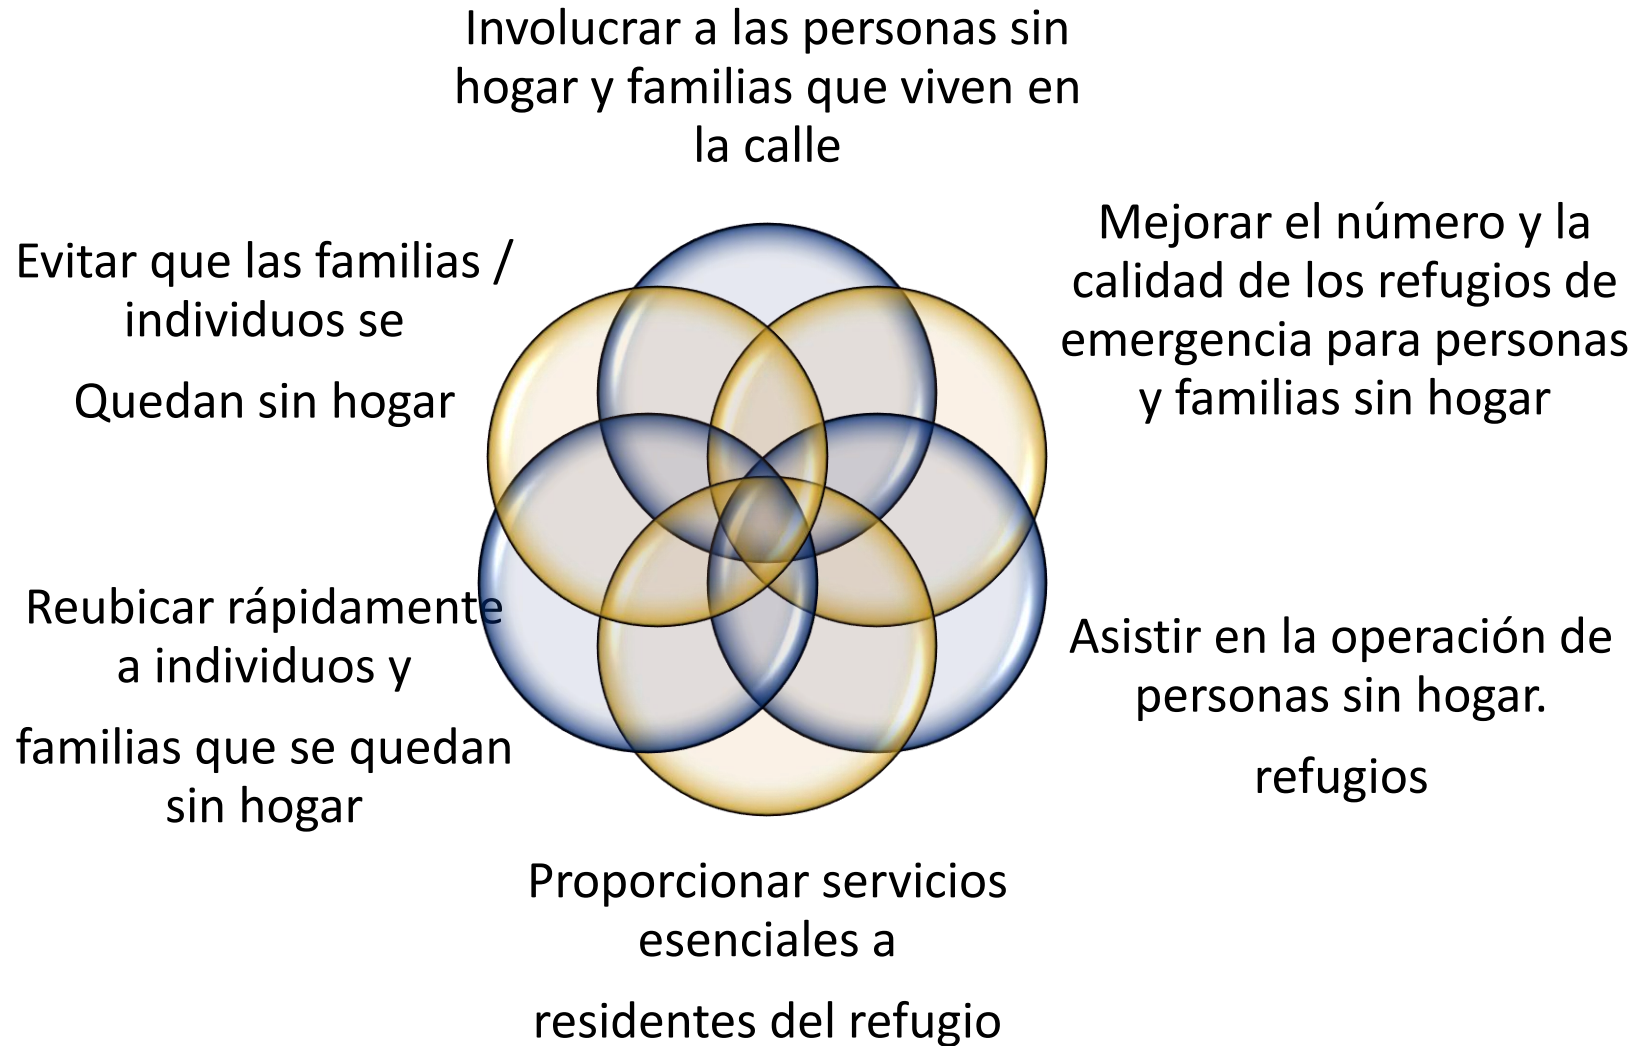 Involucrar a las personas sin
hogar y familias que viven en
la calle
Mejorar el número y la
calidad de los refugios de
emergencia para personas
y familias sin hogar
Asistir en la operación de
personas sin hogar.
refugios
Proporcionar servicios
esenciales a
residentes del refugio
Reubicar rápidamente
a individuos y
familias que se quedan
sin hogar
Evitar que las familias /
individuos se
Quedan sin hogar